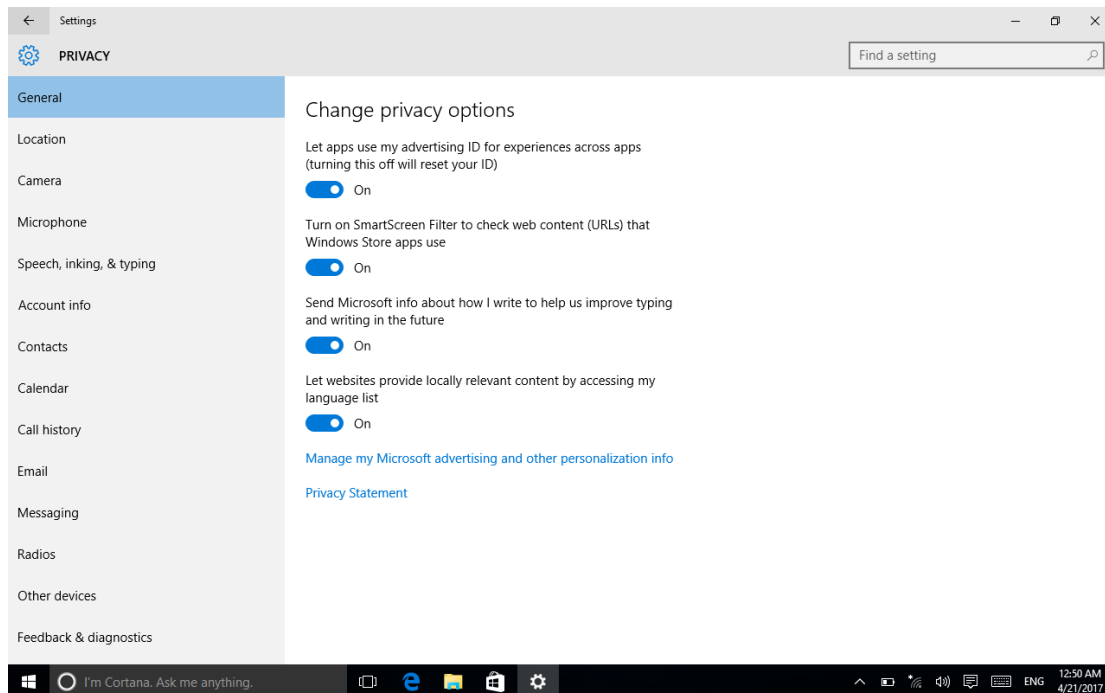 Settings
PRIVACY
Find a setting
General
Location
Camera
Microphone
Speech, inking, & typing
Account info
Contacts
Calendar
Call history
Email
Messaging
Radios
Other devices
Feedback & diagnostics
Change privacy options
Let apps use my advertising ID for experiences across apps
(turning this off will reset your ID)
On
Turn on SmartScreen Filter to check web content (URLs) that
Windows Store apps use
On
Send Microsoft info about how I write to help us improve typing
and writing in the future
On
Let websites provide locally relevant content by accessing my
language list
On
Manage my Microsoft advertising and other personalization info
Privacy Statement
I'm Cortana. Ask me anything.
ENG
12:50 AM
4/21/2017